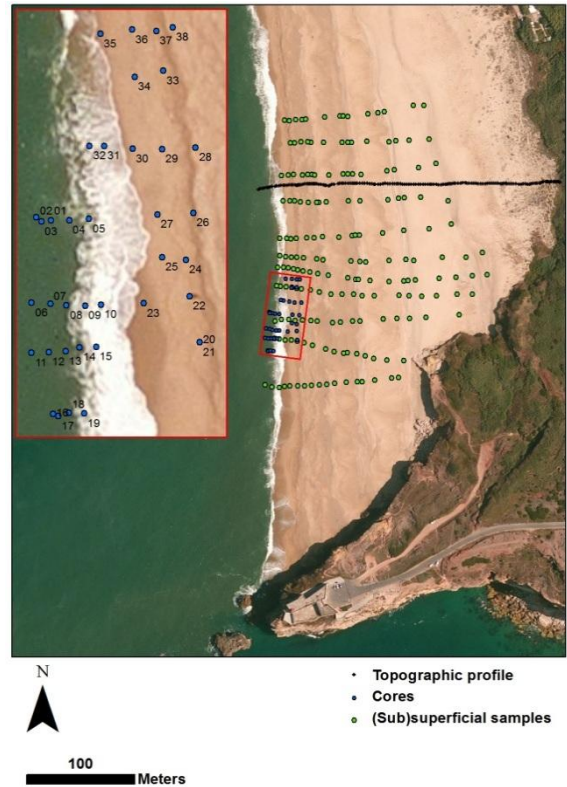 35 36 37 38
34 33
32 31 30 29 28
02 01
03 04 05 27 26
25 24
07
06 08 09 10 23 22
11 12 13 14 15 20
21
16 18
17 19
N
Topographic profile
Cores
(Sub)superficial samples
100
Meters